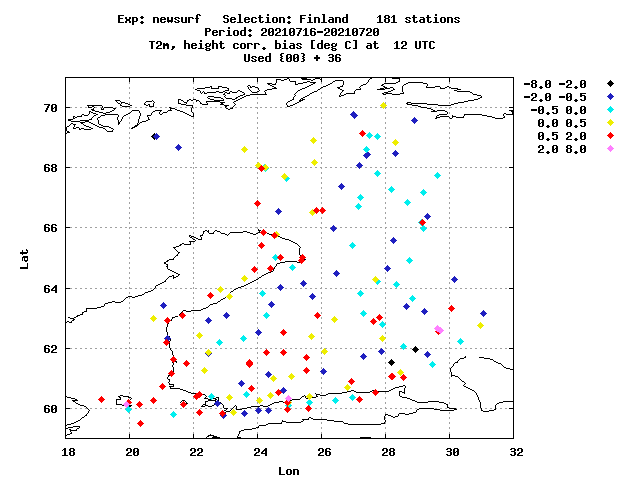 Exp: newsurf Selection: Finland 181 stations
Period: 20210716-20210720
T2m, height corr. bias [deg C] at 12 UTC
Used {00} + 36
-8.0 -2.0
-2.0 -0.5
-0.5 0.0
0.0 0.5
0.5 2.0
2.0 8.0
70
68
66
64
62
60
Lat
18 20 22 24 26 28 30 32
Lon